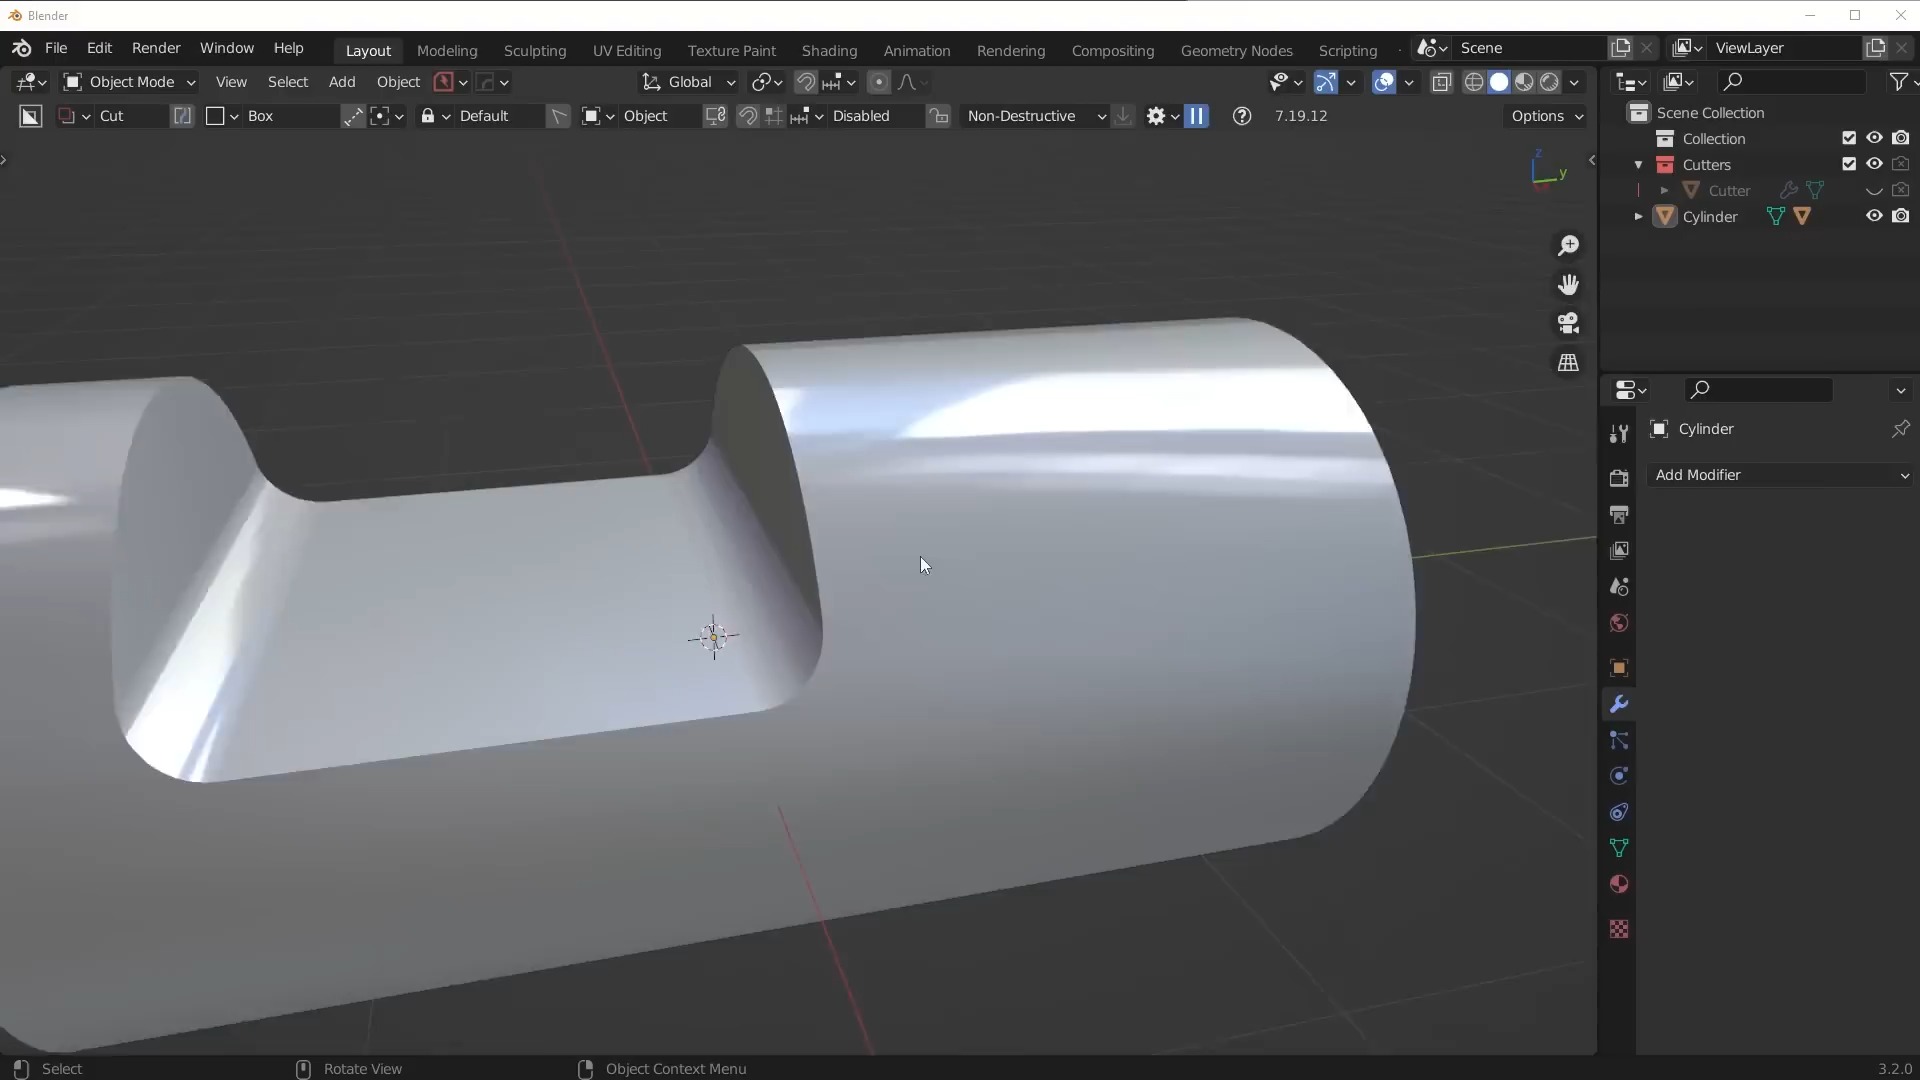 Blender
File Edit Render Window Help Layout Modeling Sculpting UV Editing Texture Paint Shading Animation Rendering Compositing Geometry Nodes Scripting Scene ViewLayer
Object Mode View Select Add Object Global
Cut Box Default Object Disabled Non-Destructive 7.19.12 Options
Scene Collection
Collection
Cutters
Cutter
Cylinder
z
y
Cylinder
Add Modifier
Select Rotate View Object Context Menu 3.2.0